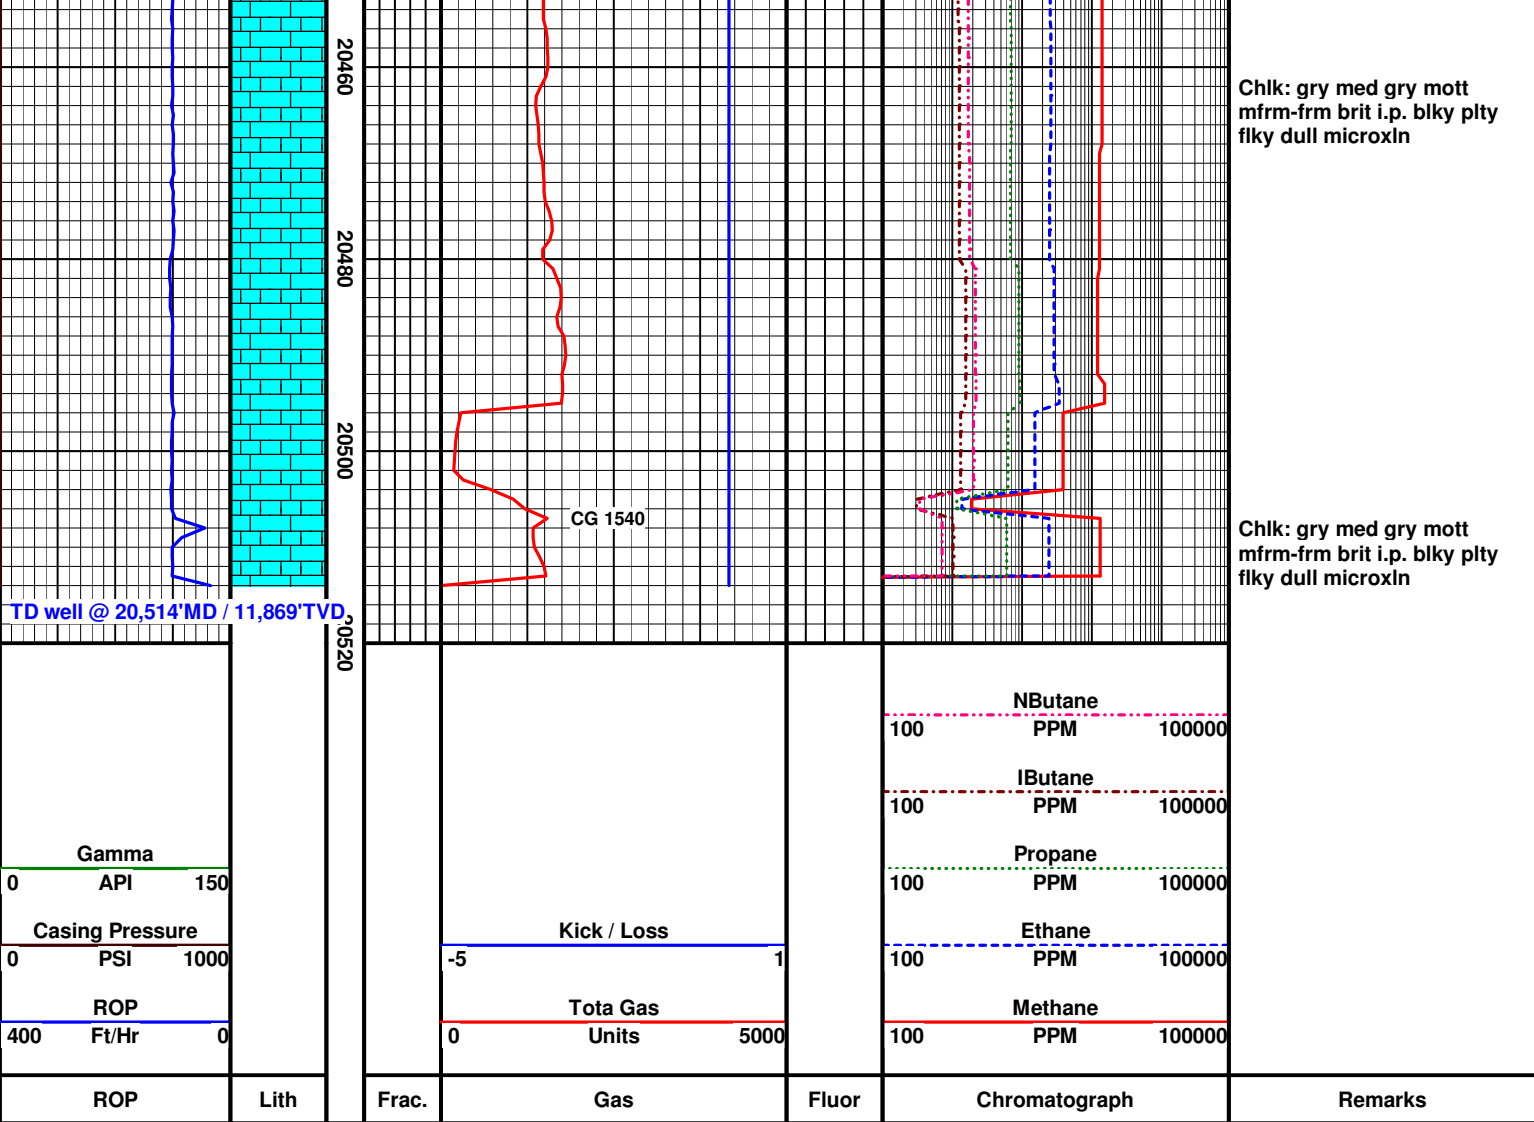 20460
Chlk: gry med gry mott
mfrm-frm brit i.p. blky plty
flky dull microxln
20480
20500
CG 1540
Chlk: gry med gry mott
mfrm-frm brit i.p. blky plty
flky dull microxln
TD well @ 20,514'MD / 11,869'TVD
20520
NButane
100 PPM 100000
IButane
100 PPM 100000
Gamma
0 API 150
Propane
100 PPM 100000
Casing Pressure
0 PSI 1000
Kick / Loss
-5 1
Ethane
100 PPM 100000
ROP
400 Ft/Hr 0
Tota Gas
0 Units 5000
Methane
100 PPM 100000
ROP Lith Frac. Gas Fluor Chromatograph Remarks